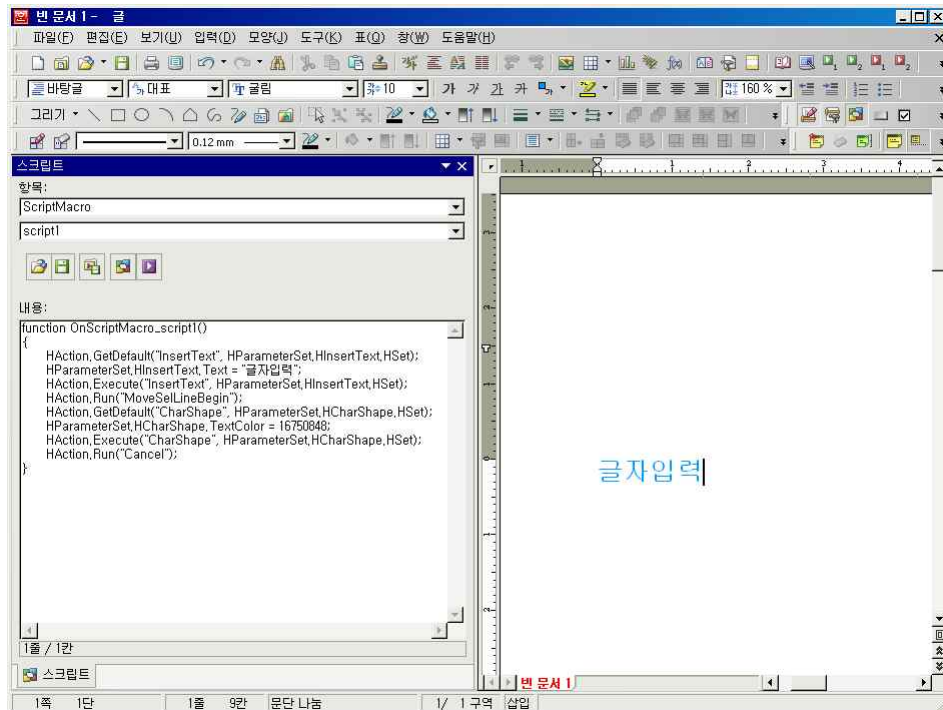 빈 문서 1 - 글
파일(F) 편집(E) 보기(U) 입력(D) 모양(J) 도구(K) 표(Q) 창(W) 도움말(H)
바탕글 대표 굴림 10 가 가 가 가 160 %
그리기
0.12 mm
스크립트
항목:
ScriptMacro
script1
내용:
function OnScriptMacro_script1()
{
HAction.GetDefault("InsertText", HParameterSet.HInsertText.HSet);
HParameterSet.HInsertText.Text = "글자입력";
HAction.Execute("InsertText", HParameterSet.HInsertText.HSet);
HAction.Run("MoveSelLineBegin");
HAction.GetDefault("CharShape", HParameterSet.HCharShape.HSet);
HParameterSet.HCharShape.TextColor = 16750848;
HAction.Execute("CharShape", HParameterSet.HCharShape.HSet);
HAction.Run("Cancel");
}
1줄 / 1칸
스크립트
글자입력
빈 문서 1
1쪽 1단 1줄 9칸 문단 나눔 1/ 1 구역 삽입